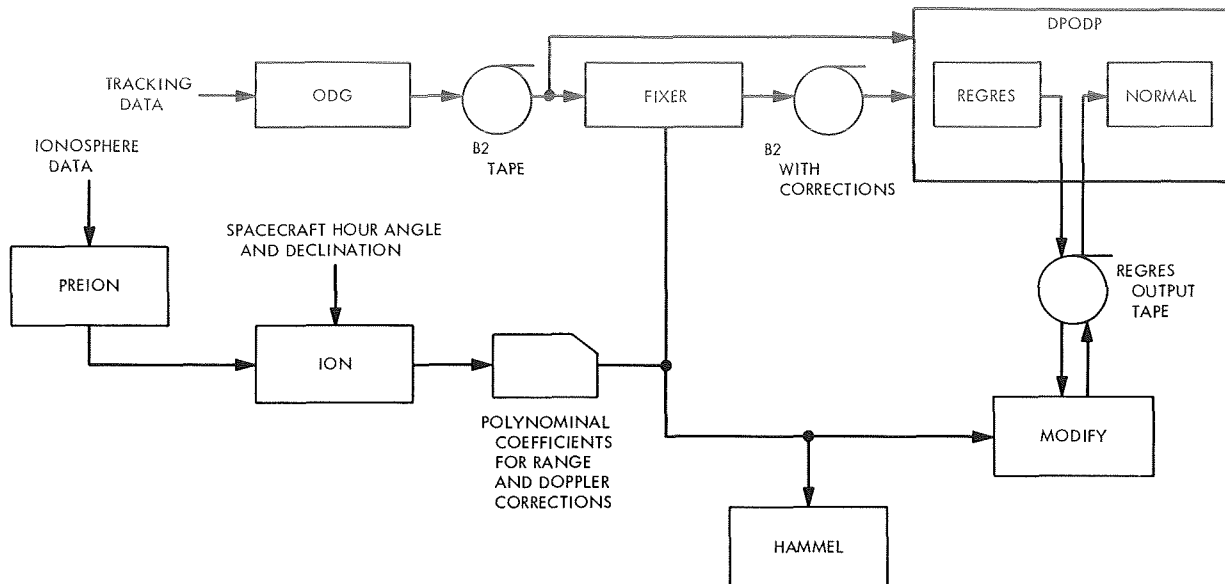 DPODP
TRACKING
DATA
ODG
FIXER
REGRES
NORMAL
B2
TAPE
B2
WITH
CORRECTIONS
IONOSPHERE
DATA
SPACECRAFT HOUR ANGLE
AND DECLINATION
PREION
REGRES
OUTPUT
TAPE
ION
POLYNOMINAL
COEFFICIENTS
FOR RANGE
AND DOPPLER
CORRECTIONS
MODIFY
HAMMEL